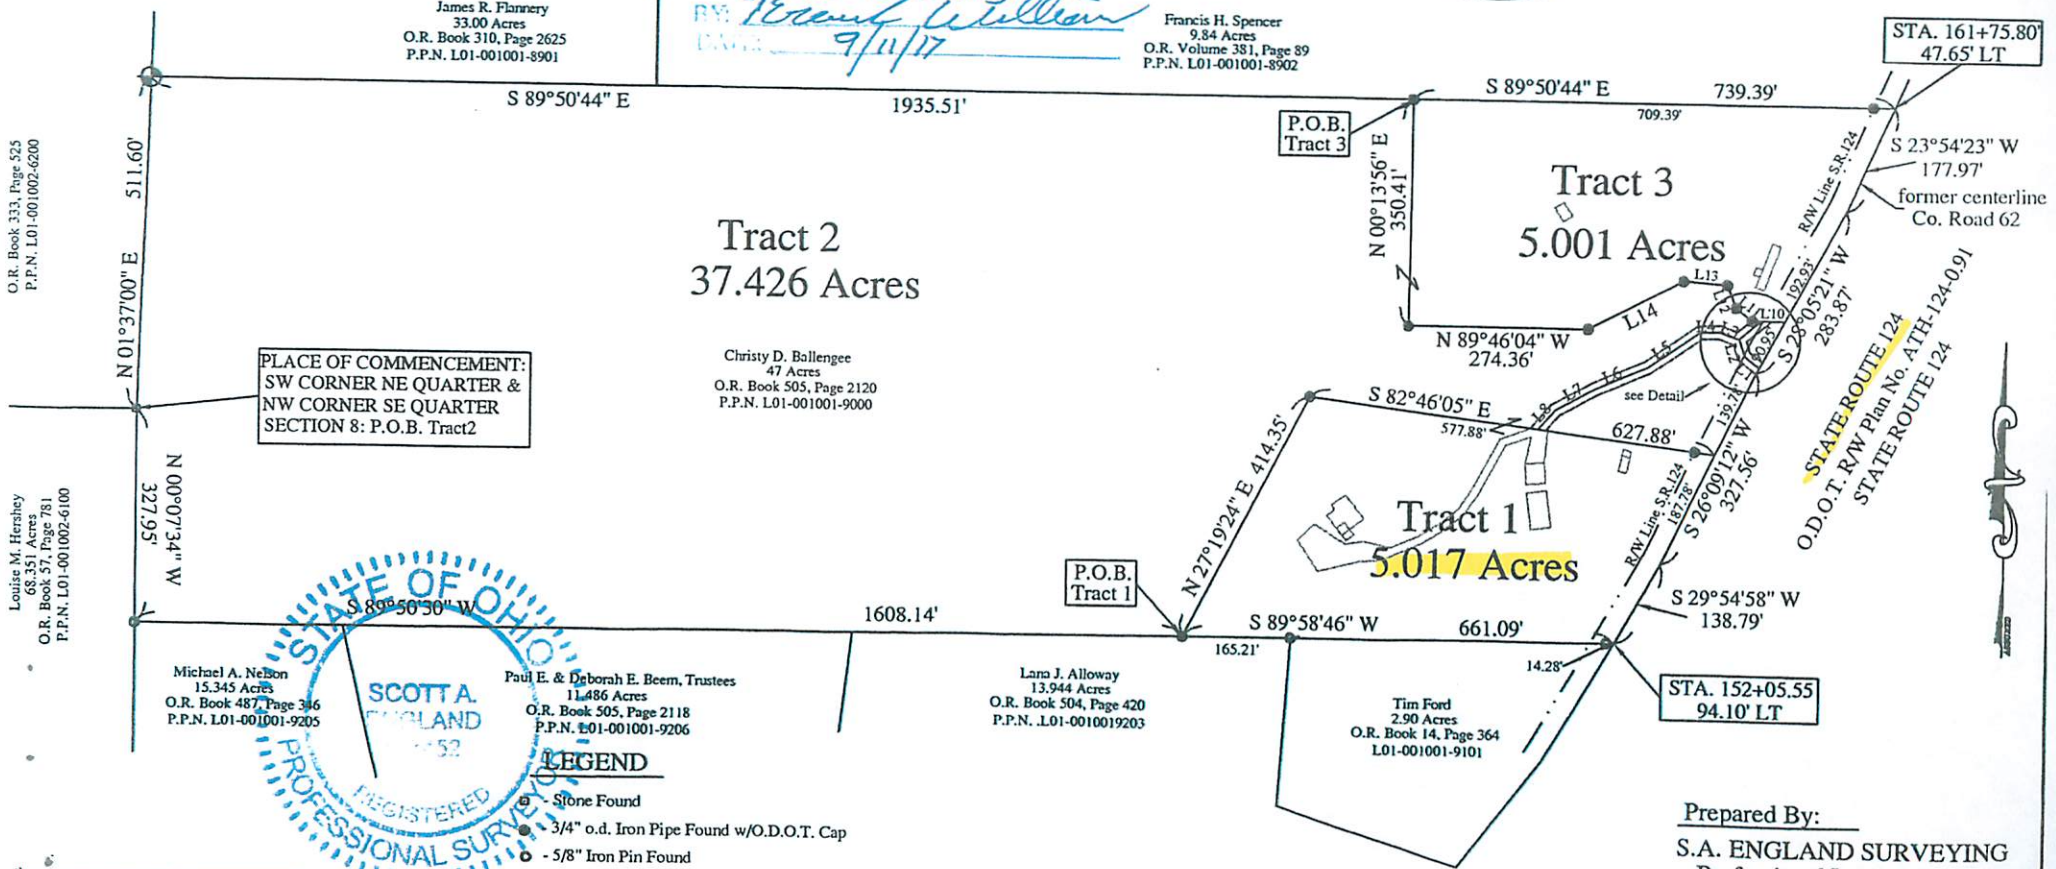 James R. Flannery
33.00 Acres
O.R. Book 310, Page 2625
P.P.N. L01-001001-8901
BY:
DATE: 9/11/17
Francis H. Spencer
9.84 Acres
O.R. Volume 381, Page 89
P.P.N. L01-001001-8902
STA. 161+75.80'
47.65' LT
S 89°50'44" E
1935.51'
S 89°50'44" E
739.39'
709.39'
P.O.B.
Tract 3
O.R. Book 333, Page 525
P.P.N. L01-001002-6200
N 01°37'00" E
511.60'
N 00°13'56" E
350.41'
Tract 3
5.001 Acres
R/W Line S.R.124
S 23°54'23" W
177.97'
former centerline
Co. Road 62
Tract 2
37.426 Acres
Christy D. Ballengee
47 Acres
O.R. Book 505, Page 2120
P.P.N. L01-001001-9000
L13
L14
L10
192.93'
S 28°05'21" W
283.87'
90.95'
N 89°46'04" W
274.36'
L5
L6
L7
L8
see Detail
STATE ROUTE 124
O.D.O.T. R/W Plan No. ATH-124-0.91
STATE ROUTE 124
PLACE OF COMMENCEMENT:
SW CORNER NE QUARTER &
NW CORNER SE QUARTER
SECTION 8: P.O.B. Tract2
S 82°46'05" E
577.88'
627.88'
N 27°19'24" E 414.35'
S 26°09'12" W
327.56'
R/W Line S.R.124
187.78'
Louise M. Hershey
68.351 Acres
O.R. Book 57, Page 781
P.P.N. L01-001002-6100
N 00°07'34" W
327.95'
Tract 1
5.017 Acres
P.O.B.
Tract 1
S 29°54'58" W
138.79'
S 89°50'30" W
1608.14'
S 89°58'46" W
661.09'
165.21'
14.28'
STA. 152+05.55
94.10' LT
Michael A. Nelson
15.345 Acres
O.R. Book 487, Page 346
P.P.N. L01-001001-9205
Paul E. & Deborah E. Beem, Trustees
11.486 Acres
O.R. Book 505, Page 2118
P.P.N. L01-001001-9206
Lana J. Alloway
13.944 Acres
O.R. Book 504, Page 420
P.P.N. .L01-0010019203
Tim Ford
2.90 Acres
O.R. Book 14, Page 364
L01-001001-9101
STATE OF OHIO
SCOTT A.
ENGLAND
REGISTERED
PROFESSIONAL SURVEYOR
LEGEND
- Stone Found
- 3/4" o.d. Iron Pipe Found w/O.D.O.T. Cap
- 5/8" Iron Pin Found
Prepared By:
S.A. ENGLAND SURVEYING